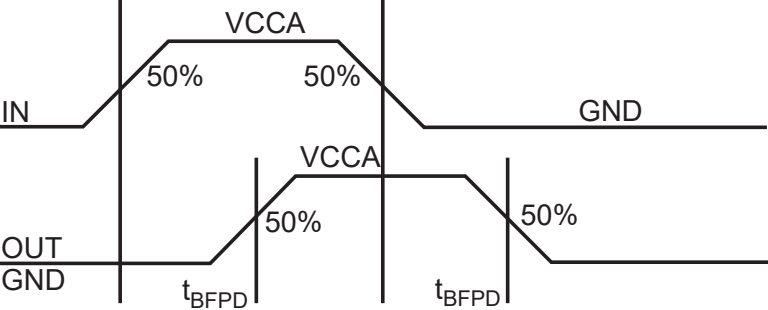 VCCA
50%
50%
IN
GND
VCCA
50%
50%
OUT
GND
tBFPD
tBFPD